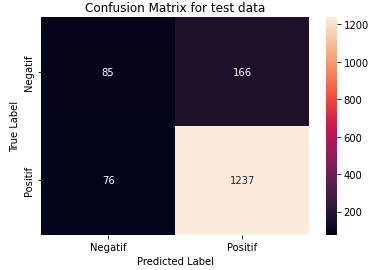 Confusion Matrix for test data
True Label
Negatif
Positif
85
166
76
1237
Negatif
Positif
Predicted Label
1200
1000
800
600
400
200